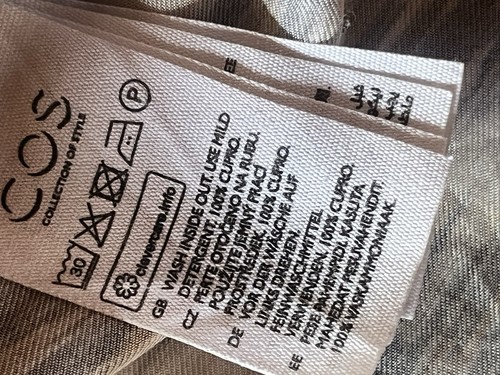 COS
COLLECTION OF STYLE
30
P
clevercare.info
GB WASH INSIDE OUT. USE MILD
DETERGENT. 100% CUPRO.
CZ PERTE OTOČENO NA RUBU.
POUŽIJTE JEMNÝ PRACÍ
PROSTŘEDEK. 100% CUPRO.
DE VOR DER WÄSCHE AUF
LINKS DREHEN.
FEINWASCHMITTEL
VERWENDEN. 100% CUPRO.
EE PESE PAHEMPIDI. KASUTA
MAHEDAT PESUVAHENDIT.
100% VASKAMMONIAAK.
EE